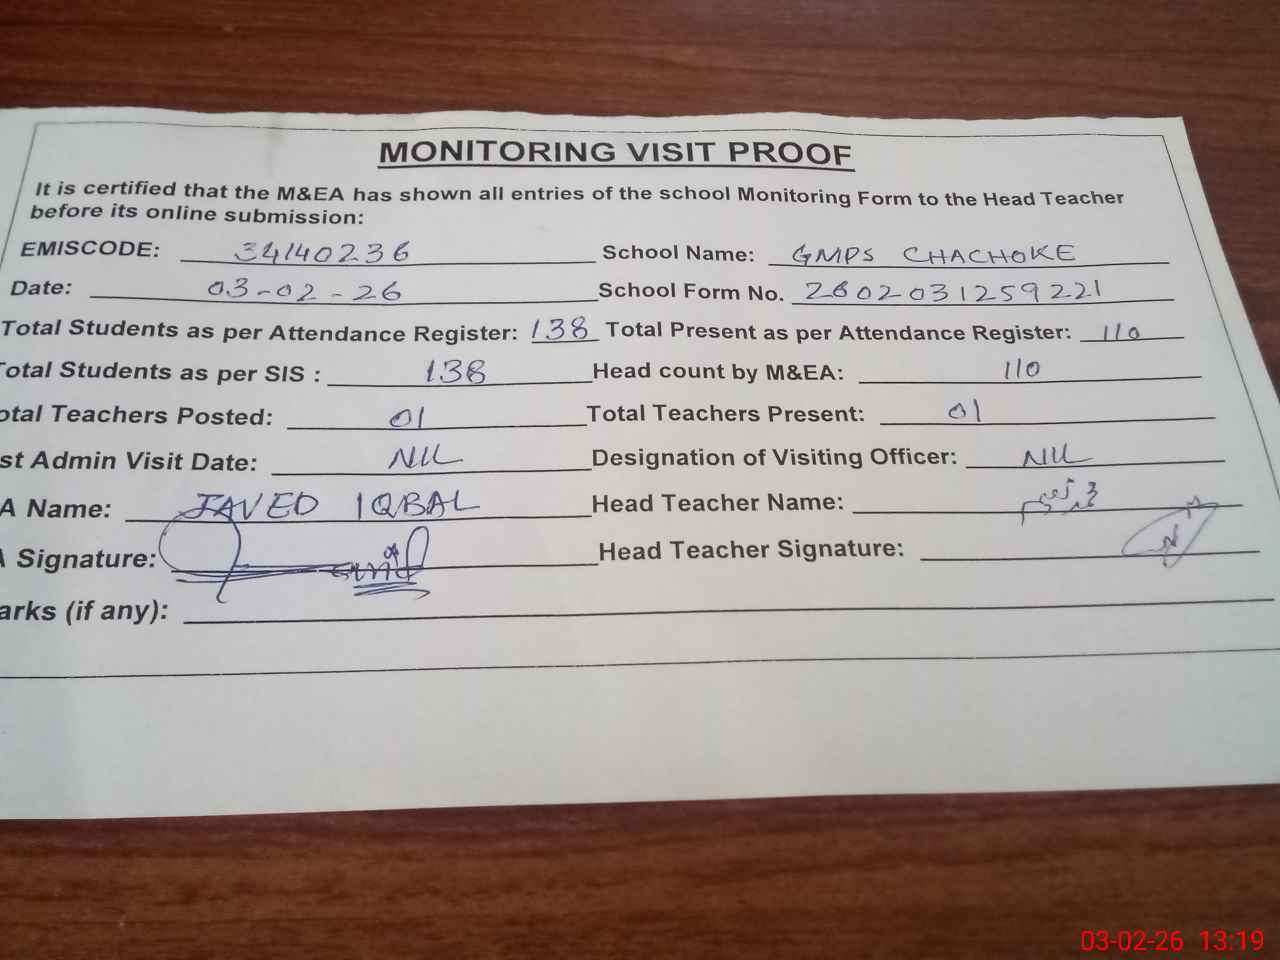 MONITORING VISIT PROOF
It is certified that the M&EA has shown all entries of the school Monitoring Form to the Head Teacher
before its online submission:
EMISCODE: 34140236 School Name: GMPS CHACHOKE
Date: 03-02-26 School Form No. 2602031259221
Total Students as per Attendance Register: 138 Total Present as per Attendance Register: 110
Total Students as per SIS : 138 Head count by M&EA: 110
otal Teachers Posted: 01 Total Teachers Present: 01
st Admin Visit Date: NIL Designation of Visiting Officer: NIL
A Name: JAVED IQBAL Head Teacher Name:
A Signature: Head Teacher Signature:
arks (if any):
03-02-26 13:19